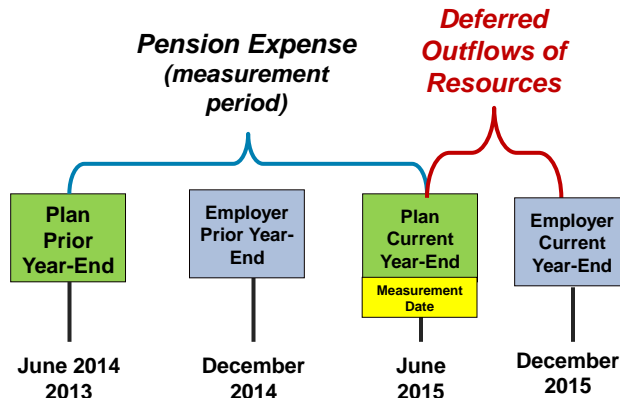 Pension Expense
(measurement
period)
Deferred
Outflows of
Resources
Plan
Prior
Year-End
Employer
Prior Year-
End
Plan
Current
Year-End
Measurement
Date
Employer
Current
Year-End
June 2014
2013
December
2014
June
2015
December
2015